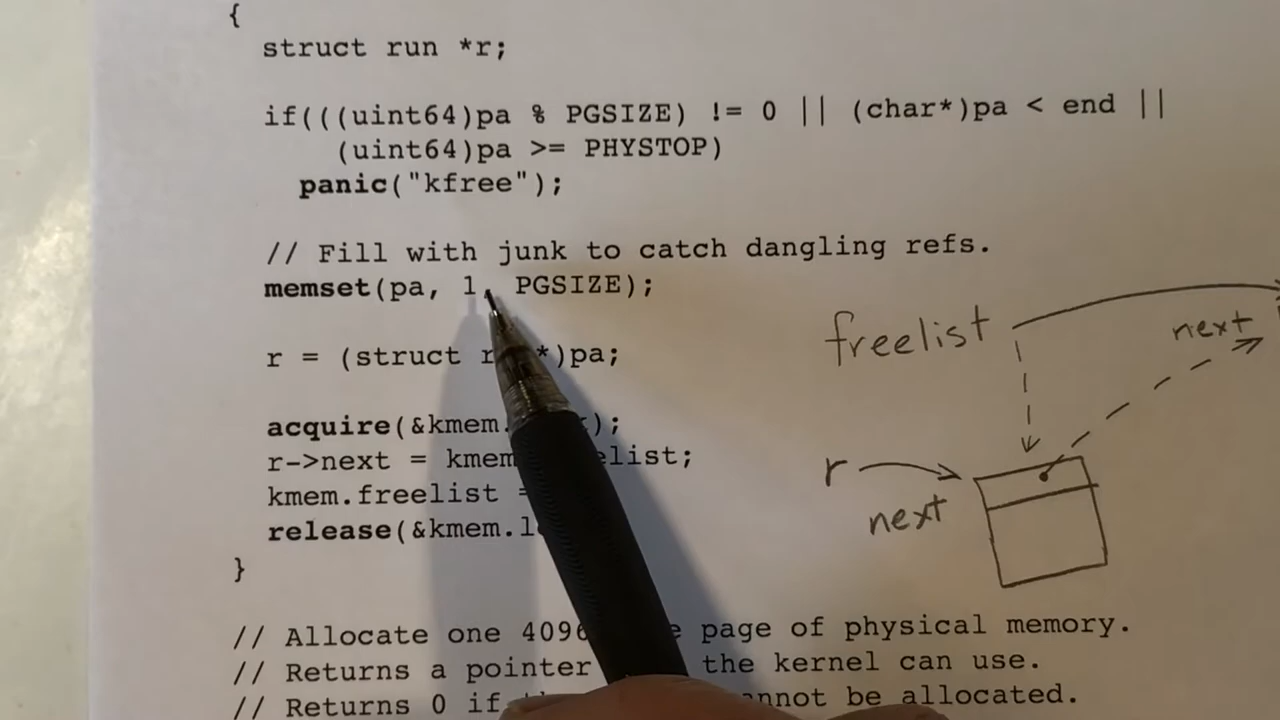 {
struct run *r;
if(((uint64)pa % PGSIZE) != 0 || (char*)pa < end ||
(uint64)pa >= PHYSTOP)
panic("kfree");
// Fill with junk to catch dangling refs.
memset(pa, 1, PGSIZE);
r = (struct r *)pa;
acquire(&kmem. );
r->next = kmem elist;
kmem.freelist =
release(&kmem.l
}
// Allocate one 4096 page of physical memory.
// Returns a pointer the kernel can use.
// Returns 0 if be allocated.
freelist
next
r
next